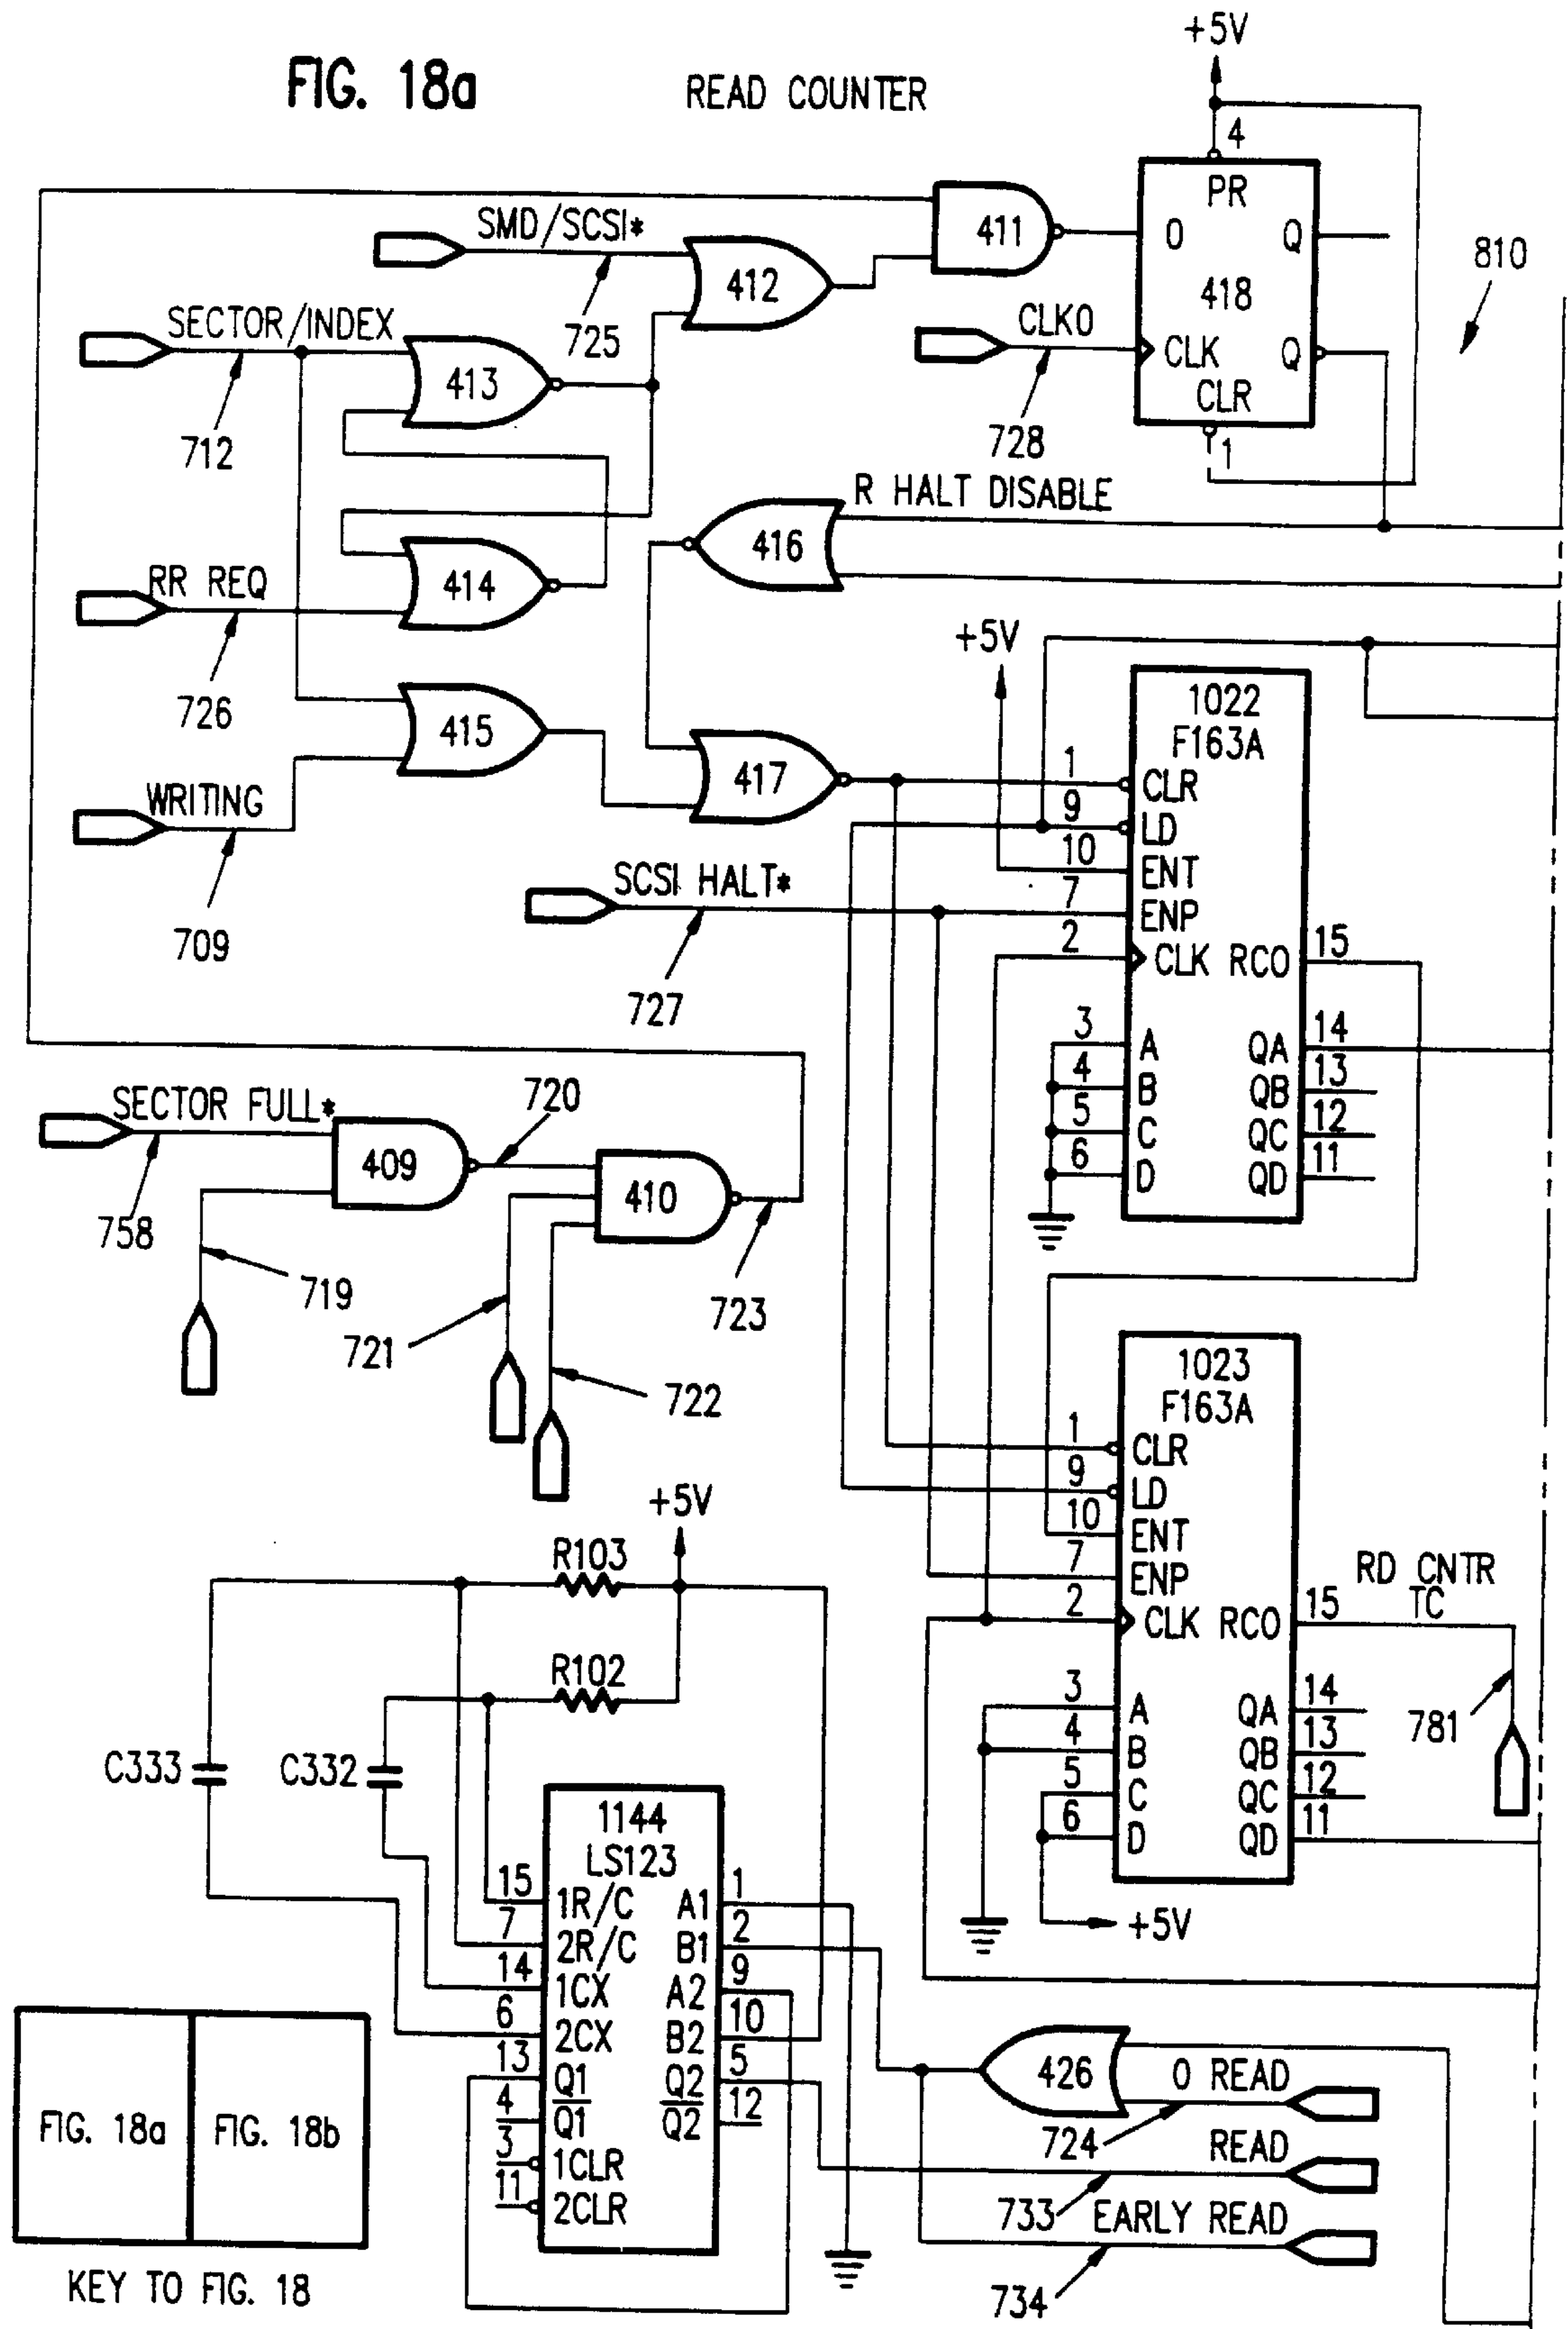 FIG. 18a
READ COUNTER
+5V
4
PR
O Q
418
CLK Q
CLR
1
810
411
SMD/SCSI*
412
725
SECTOR/INDEX
413
712
CLKO
728
R HALT DISABLE
416
RR REQ
414
726
415
WRITING
709
417
SCSI HALT*
727
+5V
1022
F163A
1 CLR
9 LD
10 ENT
7 ENP
2 CLK RCO 15
3 A QA 14
4 B QB 13
5 C QC 12
6 D QD 11
SECTOR FULL*
409
720
410
758
719
721
722
723
1023
F163A
1 CLR
9 LD
10 ENT
7 ENP
2 CLK RCO 15
RD CNTR
TC
781
3 A QA 14
4 B QB 13
5 C QC 12
6 D QD 11
+5V
+5V
R103
R102
C333
C332
1144
LS123
15 1R/C A1 1
7 2R/C B1 2
14 1CX A2 9
6 2CX B2 10
13 Q1 Q2 5
4 Q1 Q2 12
3 1CLR
11 2CLR
426
O READ
724
READ
733
EARLY READ
734
FIG. 18a
FIG. 18b
KEY TO FIG. 18